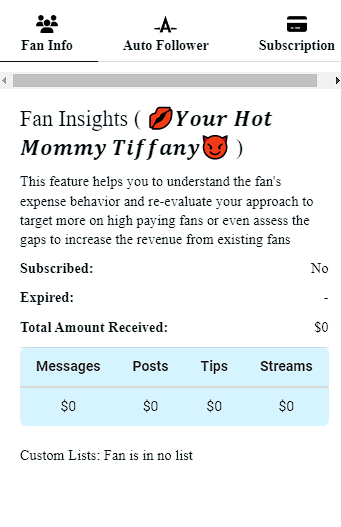 Fan Info Auto Follower Subscription
Fan Insights ( 💋Your Hot
Mommy Tiffany😈 )
This feature helps you to understand the fan's
expense behavior and re-evaluate your approach to
target more on high paying fans or even assess the
gaps to increase the revenue from existing fans
Subscribed: No
Expired: -
Total Amount Received: $0
Messages Posts Tips Streams
$0 $0 $0 $0
Custom Lists: Fan is in no list